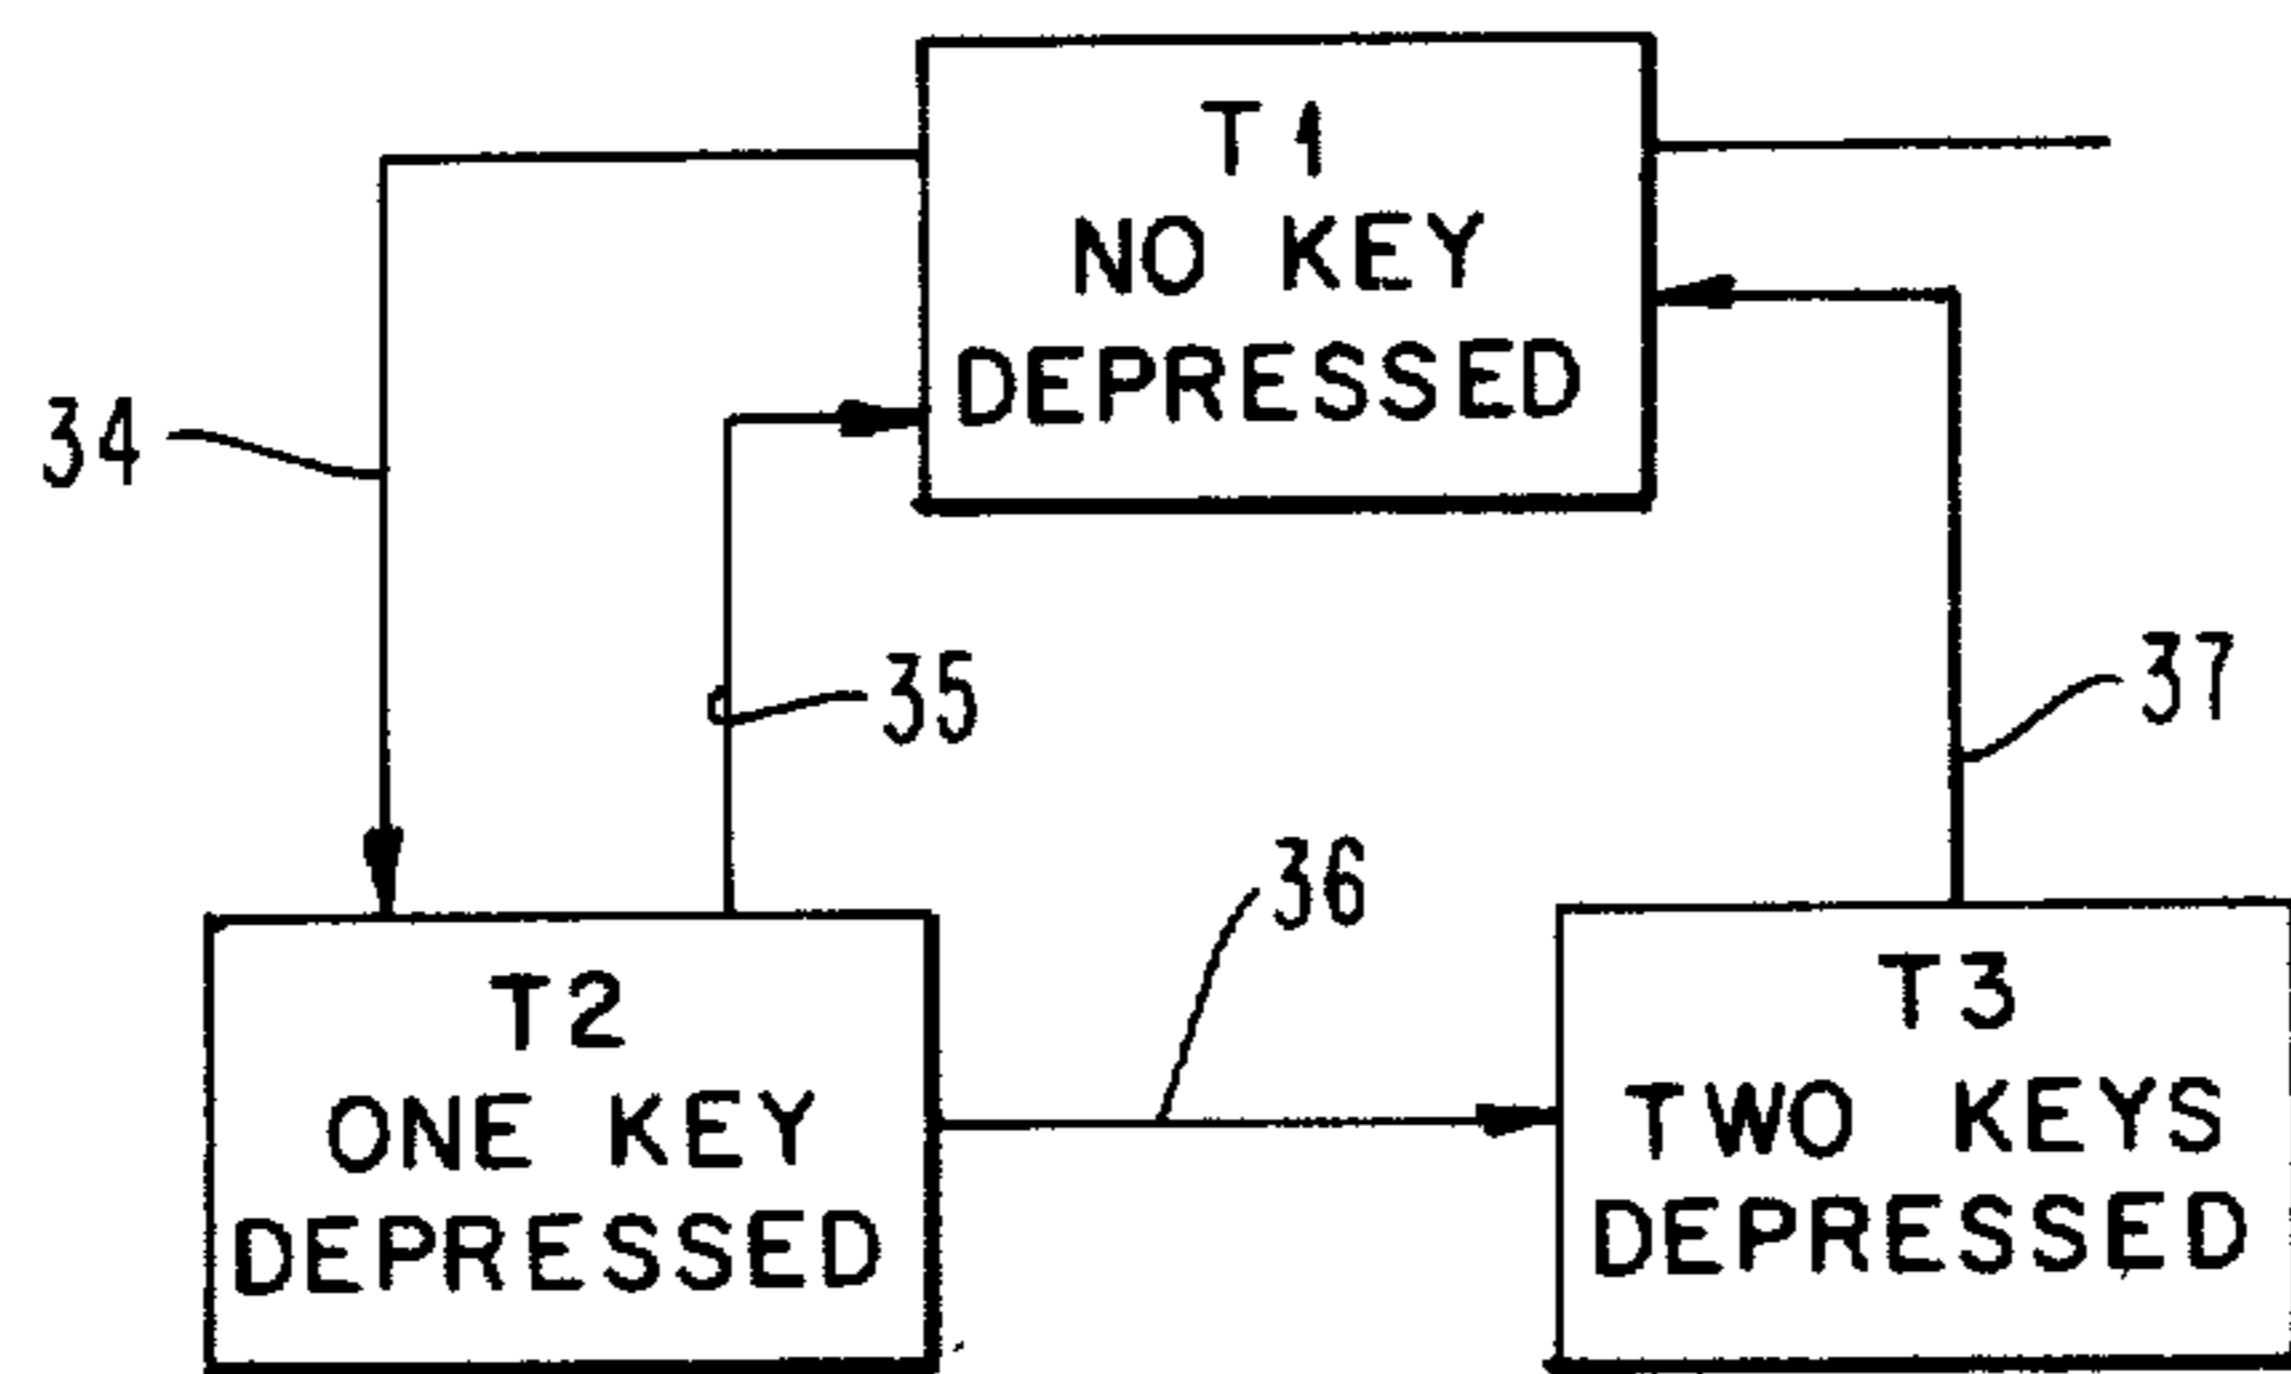 T1
NO KEY
DEPRESSED
34
35
37
36
T2
ONE KEY
DEPRESSED
T3
TWO KEYS
DEPRESSED